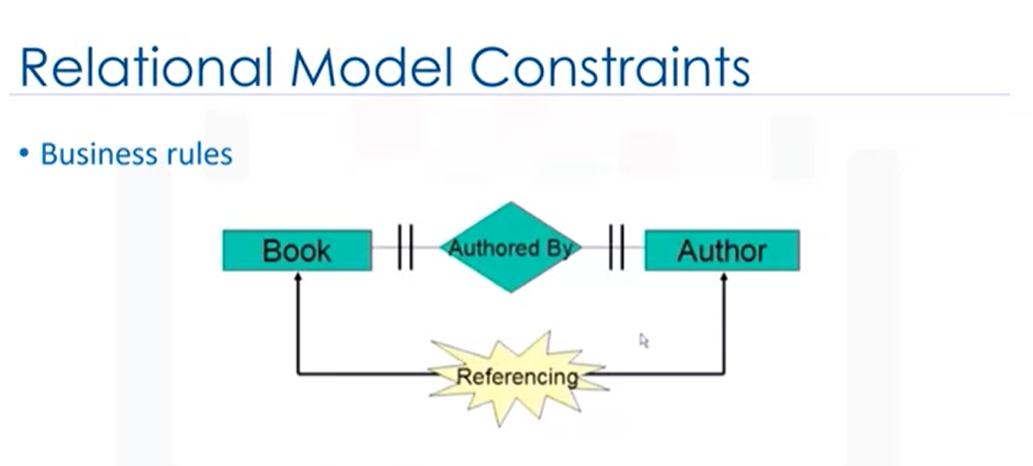 Relational Model Constraints
• Business rules
Book
Authored By
Author
Referencing